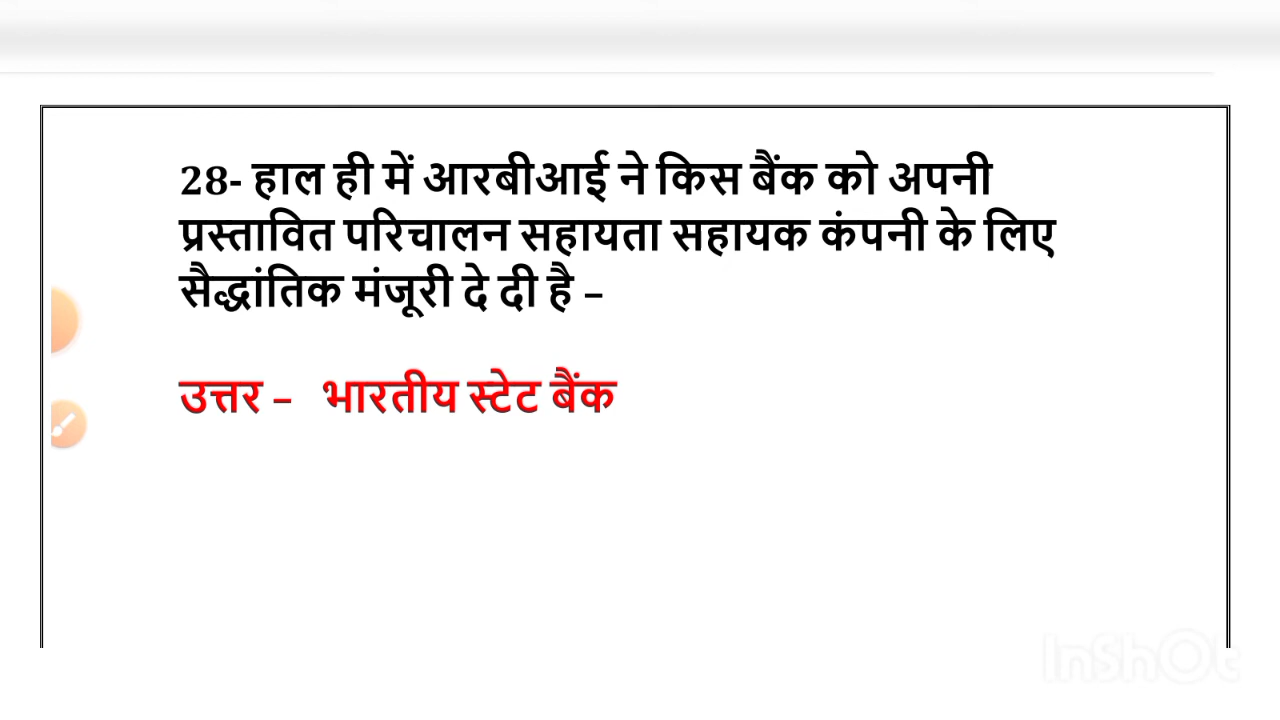 28- हाल ही में आरबीआई ने किस बैंक को अपनी
प्रस्तावित परिचालन सहायता सहायक कंपनी के लिए
सैद्धांतिक मंजूरी दे दी है –
उत्तर – भारतीय स्टेट बैंक
InShOt